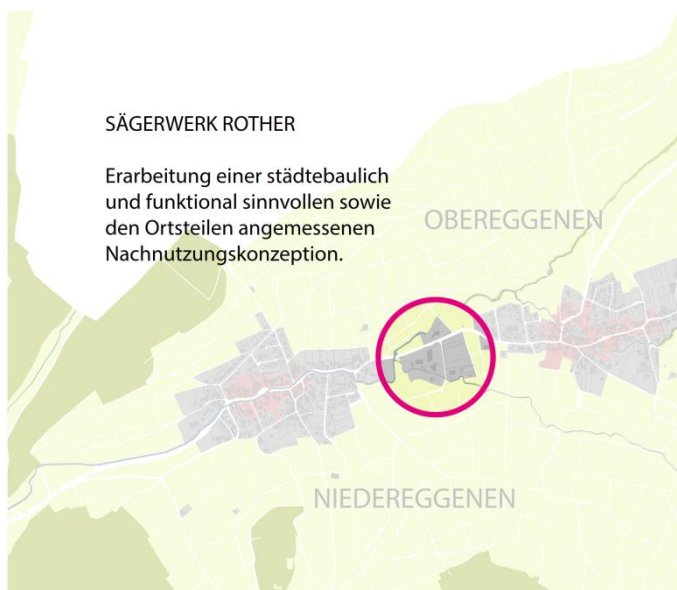 SÄGERWERK ROTHER
Erarbeitung einer städtebaulich
und funktional sinnvollen sowie
den Ortsteilen angemessenen
Nachnutzungskonzeption.
OBEREGGENEN
NIEDEREGGENEN